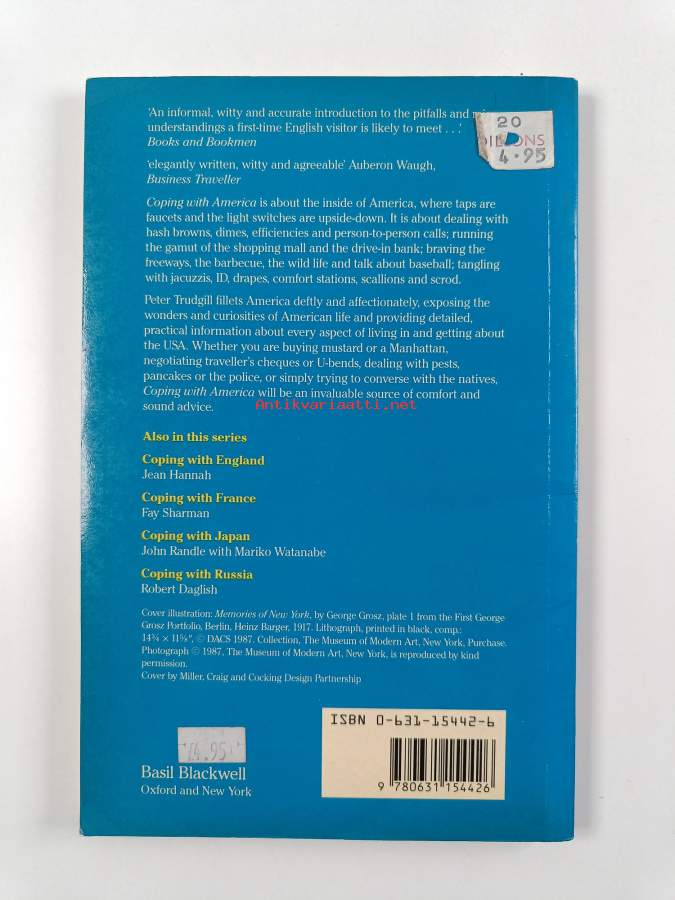 'An informal, witty and accurate introduction to the pitfalls and
understandings a first-time English visitor is likely to meet . . .'
Books and Bookmen
20
4·95
'elegantly written, witty and agreeable' Auberon Waugh,
Business Traveller
Coping with America is about the inside of America, where taps are
faucets and the light switches are upside-down. It is about dealing with
hash browns, dimes, efficiencies and person-to-person calls; running
the gamut of the shopping mall and the drive-in bank; braving the
freeways, the barbecue, the wild life and talk about baseball; tangling
with jacuzzis, ID, drapes, comfort stations, scallions and scrod.
Peter Trudgill fillets America deftly and affectionately, exposing the
wonders and curiosities of American life and providing detailed,
practical information about every aspect of living in and getting about
the USA. Whether you are buying mustard or a Manhattan,
negotiating traveller's cheques or U-bends, dealing with pests,
pancakes or the police, or simply trying to converse with the natives,
Coping with America will be an invaluable source of comfort and
sound advice.
Antikvariaatti.net
Also in this series
Coping with England
Jean Hannah
Coping with France
Fay Sharman
Coping with Japan
John Randle with Mariko Watanabe
Coping with Russia
Robert Daglish
Cover illustration: Memories of New York, by George Grosz, plate 1 from the First George
Grosz Portfolio, Berlin, Heinz Barger, 1917. Lithograph, printed in black, comp.:
© DACS 1987. Collection, The Museum of Modern Art, New York, Purchase.
Photograph © 1987, The Museum of Modern Art, New York, is reproduced by kind
permission.
Cover by Miller, Craig and Cocking Design Partnership
ISBN 0-631-15442-6
£4.95
Basil Blackwell
Oxford and New York
9 780631 154426